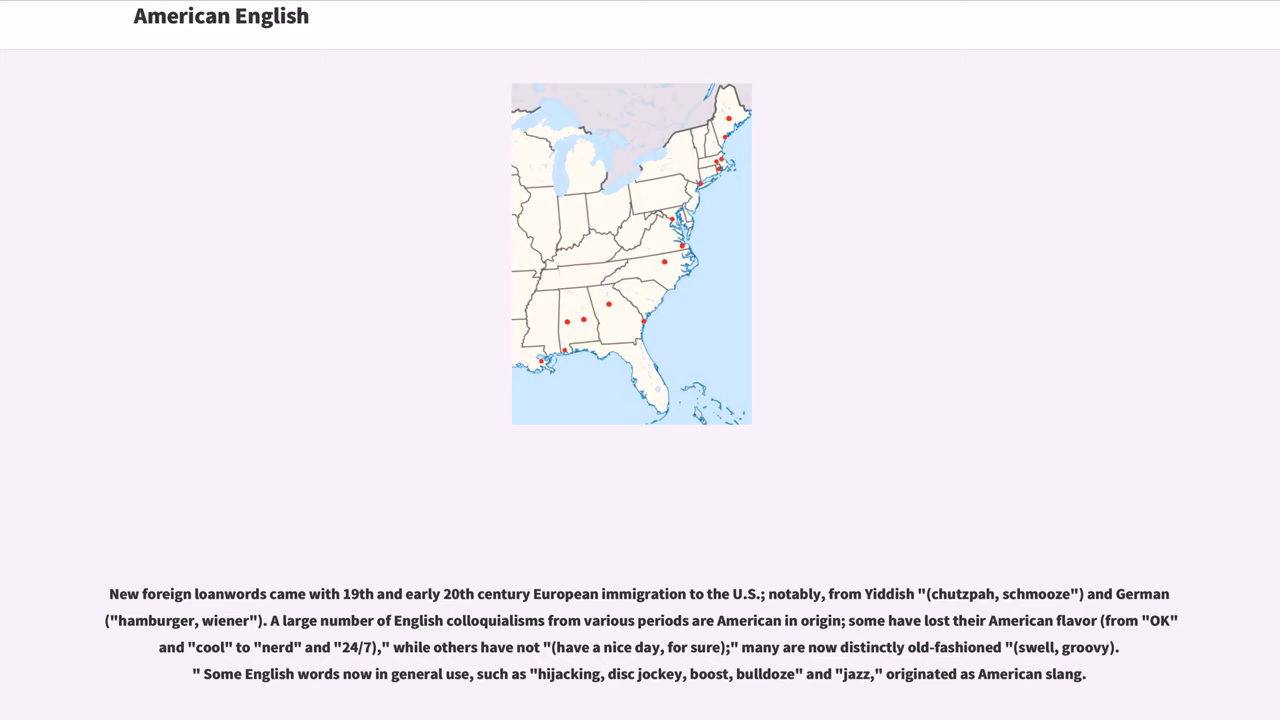 American English
New foreign loanwords came with 19th and early 20th century European immigration to the U.S.; notably, from Yiddish "(chutzpah, schmooze") and German
("hamburger, wiener"). A large number of English colloquialisms from various periods are American in origin; some have lost their American flavor (from "OK"
and "cool" to "nerd" and "24/7)," while others have not "(have a nice day, for sure);" many are now distinctly old-fashioned "(swell, groovy).
" Some English words now in general use, such as "hijacking, disc jockey, boost, bulldoze" and "jazz," originated as American slang.